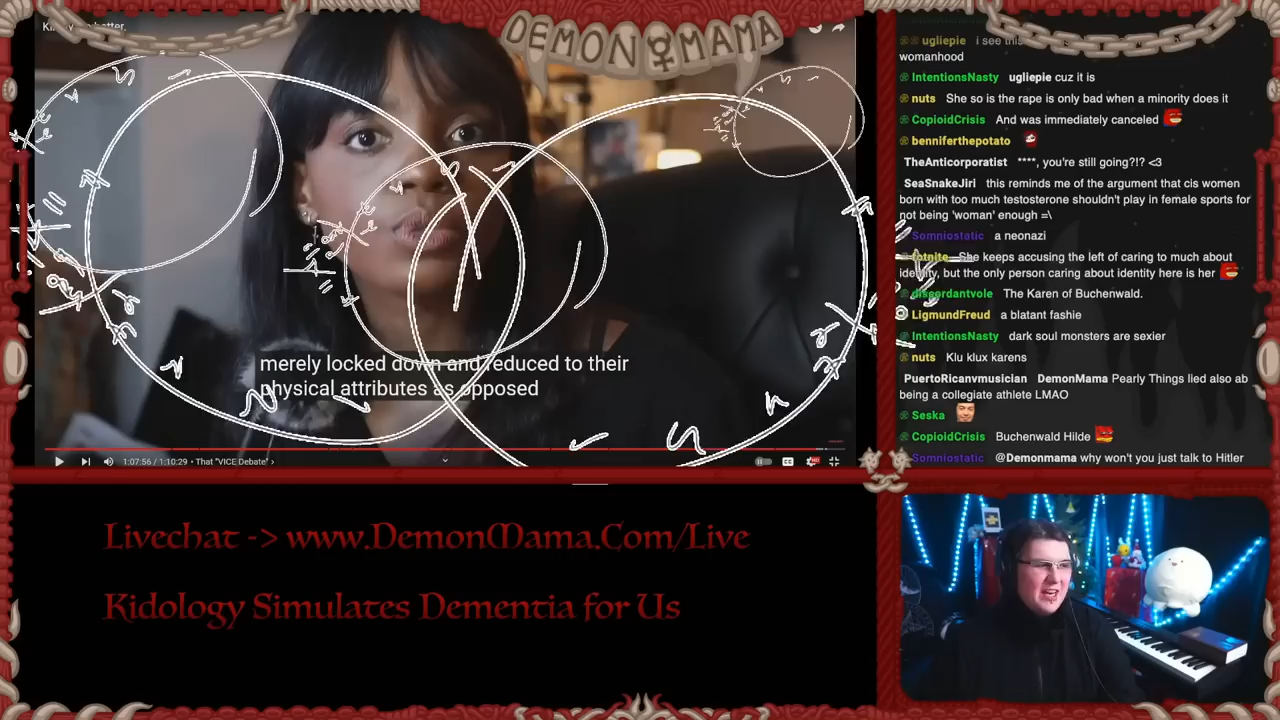 DEMON MAMA
merely locked down and reduced to their
physical attributes as opposed
1:07:56 / 1:10:29 • That "VICE Debate" ›
Livechat -> www.DemonMama.Com/Live
Kidology Simulates Dementia for Us
ugliepie i see this
womanhood
IntentionsNasty ugliepie cuz it is
nuts She so is the rape is only bad when a minority does it
CopioidCrisis And was immediately canceled
benniferthepotato
TheAnticorporatist ****, you're still going?!? <3
SeaSnakeJiri this reminds me of the argument that cis women
born with too much testosterone shouldn't play in female sports for
not being 'woman' enough =\
Somniostatic a neonazi
fotnite She keeps accusing the left of caring to much about
identity, but the only person caring about identity here is her
discordantvole The Karen of Buchenwald.
LigmundFreud a blatant fashie
IntentionsNasty dark soul monsters are sexier
nuts Klu klux karens
PuertoRicanvmusician DemonMama Pearly Things lied also ab
being a collegiate athlete LMAO
Seska
CopioidCrisis Buchenwald Hilde
Somniostatic @Demonmama why won't you just talk to Hitler